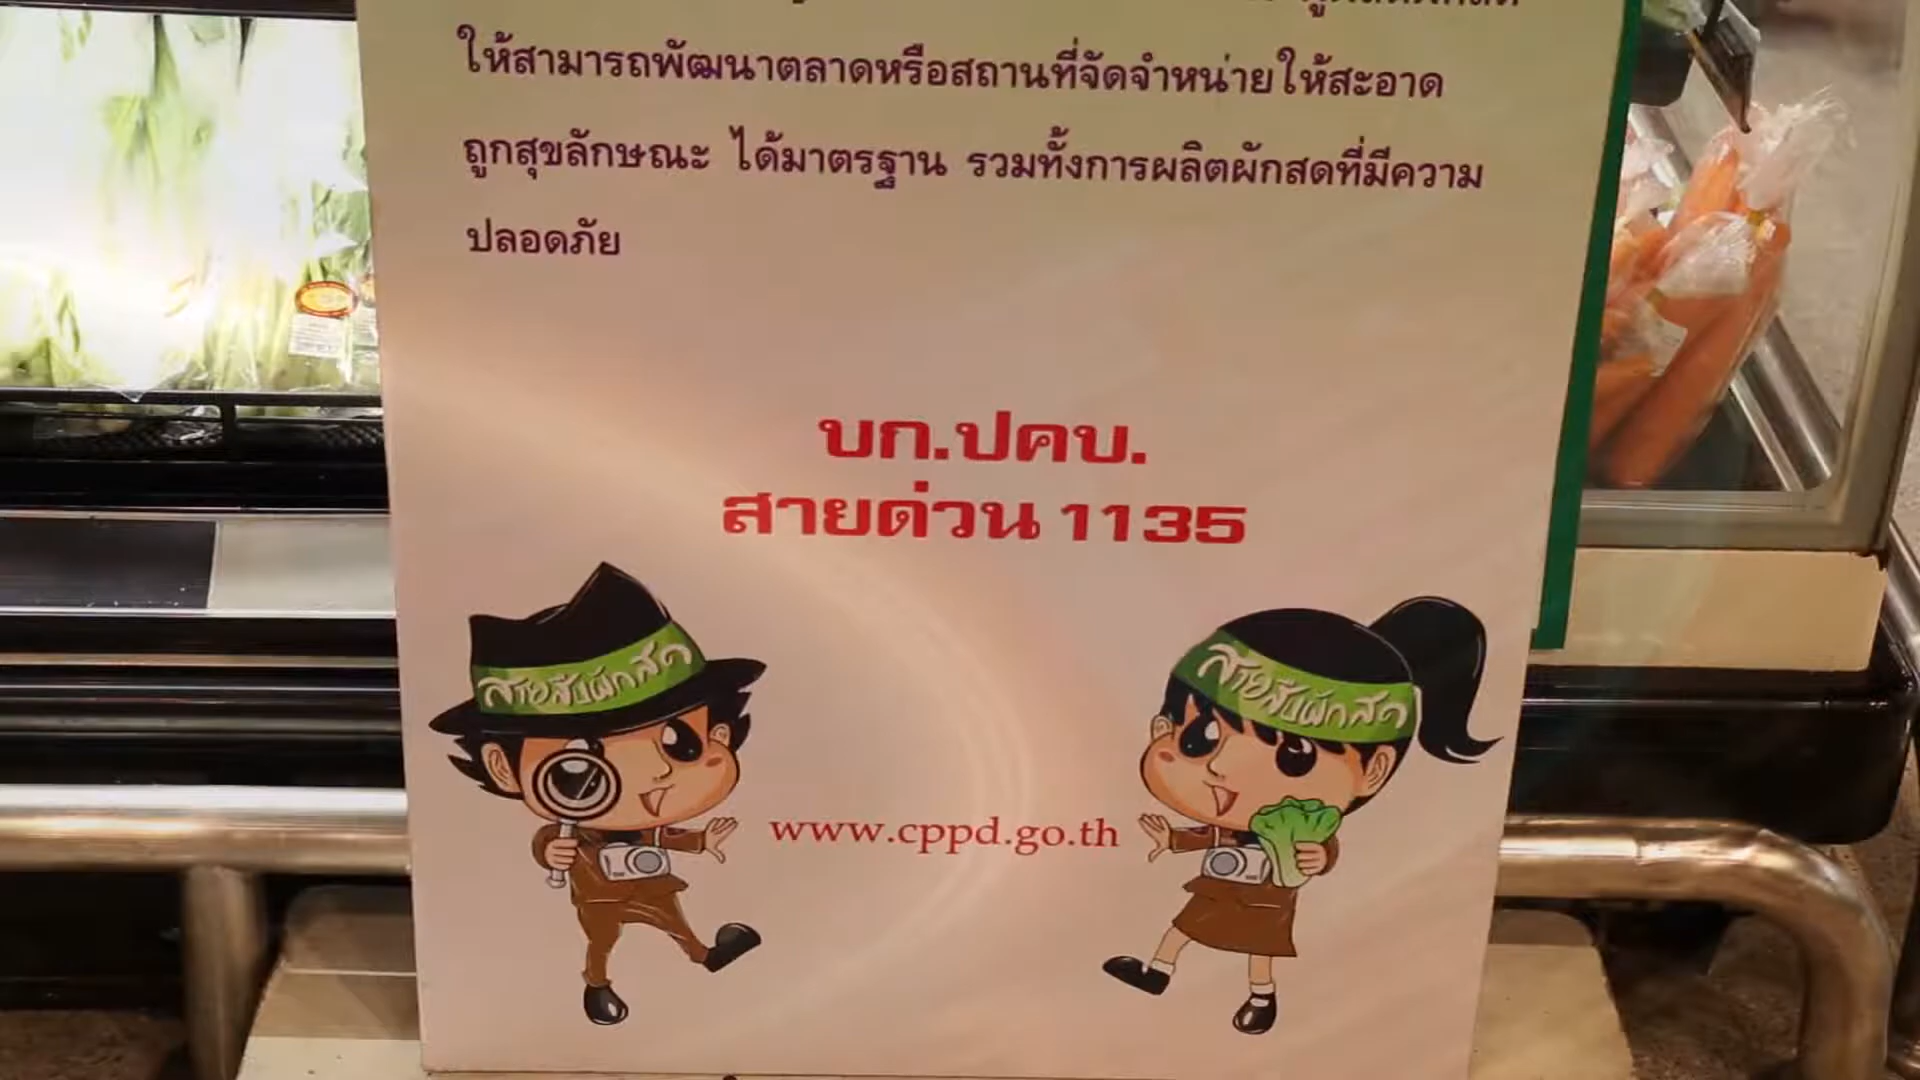 ให้สามารถพัฒนาตลาดหรือสถานที่จัดจำหน่ายให้สะอาด
ถูกสุขลักษณะ ได้มาตรฐาน รวมทั้งการผลิตผักสดที่มีความ
ปลอดภัย
บก.ปคบ.
สายด่วน 1135
สายสืบผักสด
สายสืบผักสด
www.cppd.go.th